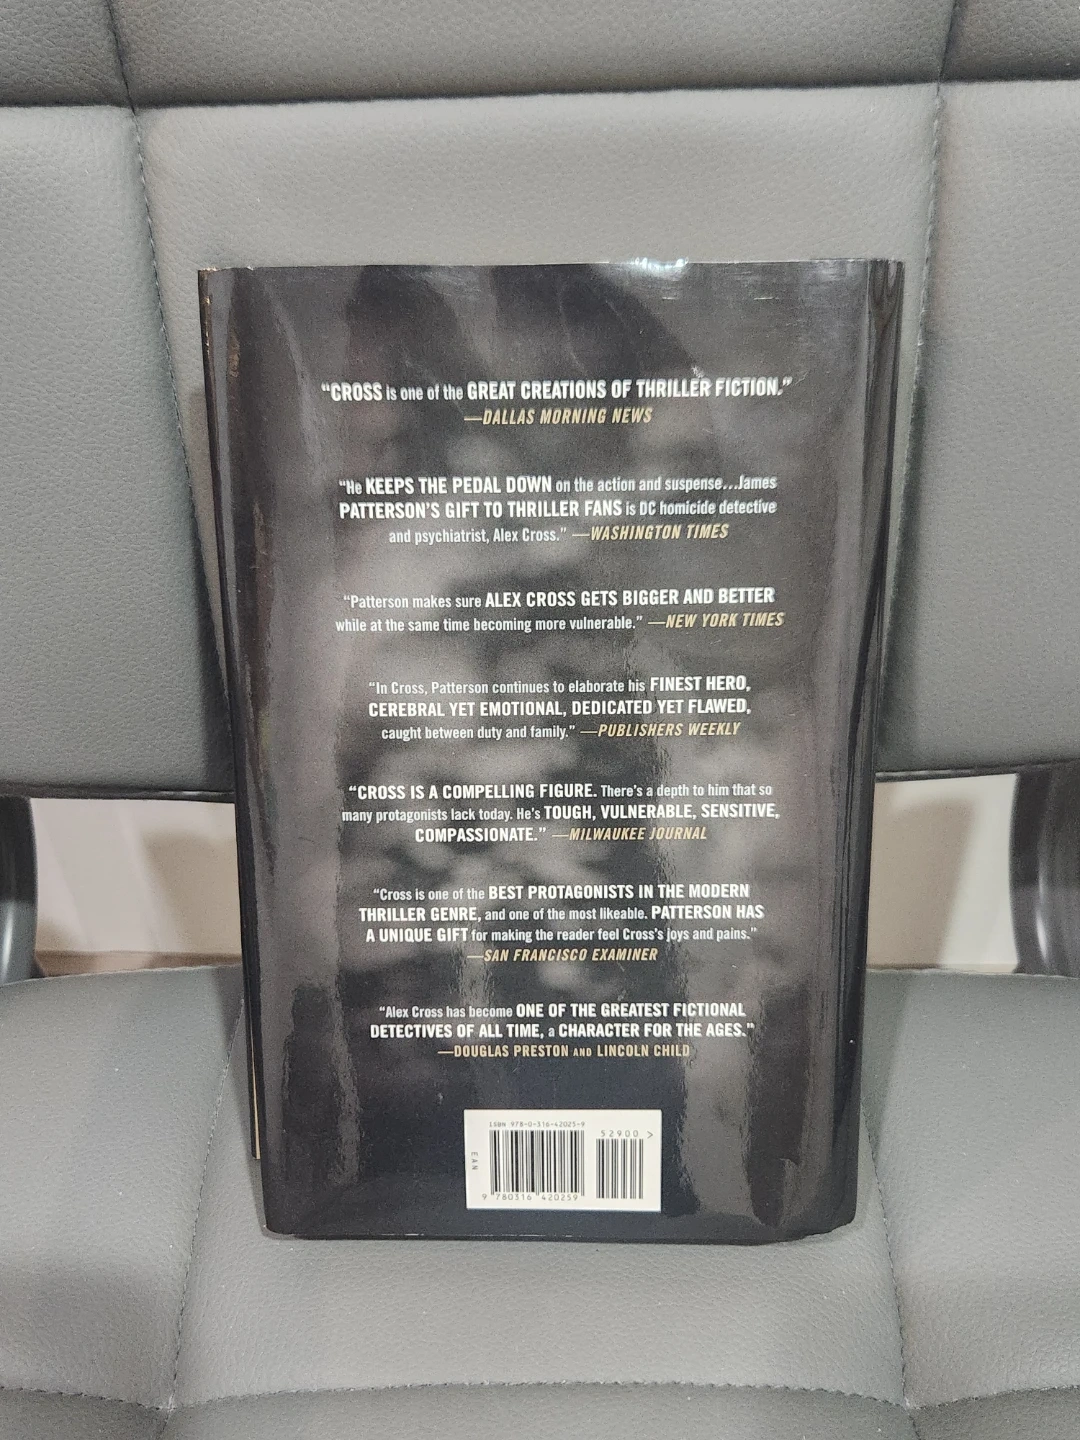 “CROSS is one of the GREAT CREATIONS OF THRILLER FICTION.”
—DALLAS MORNING NEWS
“He KEEPS THE PEDAL DOWN on the action and suspense...James
PATTERSON’S GIFT TO THRILLER FANS is DC homicide detective
and psychiatrist, Alex Cross.” —WASHINGTON TIMES
“Patterson makes sure ALEX CROSS GETS BIGGER AND BETTER
while at the same time becoming more vulnerable.” —NEW YORK TIMES
“In Cross, Patterson continues to elaborate his FINEST HERO,
CEREBRAL YET EMOTIONAL, DEDICATED YET FLAWED,
caught between duty and family.” —PUBLISHERS WEEKLY
“CROSS IS A COMPELLING FIGURE. There’s a depth to him that so
many protagonists lack today. He’s TOUGH, VULNERABLE, SENSITIVE,
COMPASSIONATE.” —MILWAUKEE JOURNAL
“Cross is one of the BEST PROTAGONISTS IN THE MODERN
THRILLER GENRE, and one of the most likeable. PATTERSON HAS
A UNIQUE GIFT for making the reader feel Cross’s joys and pains.”
—SAN FRANCISCO EXAMINER
“Alex Cross has become ONE OF THE GREATEST FICTIONAL
DETECTIVES OF ALL TIME, a CHARACTER FOR THE AGES.”
—DOUGLAS PRESTON AND LINCOLN CHILD
ISBN 978-0-316-42025-9
52900 >
EAN
9 780316 420259